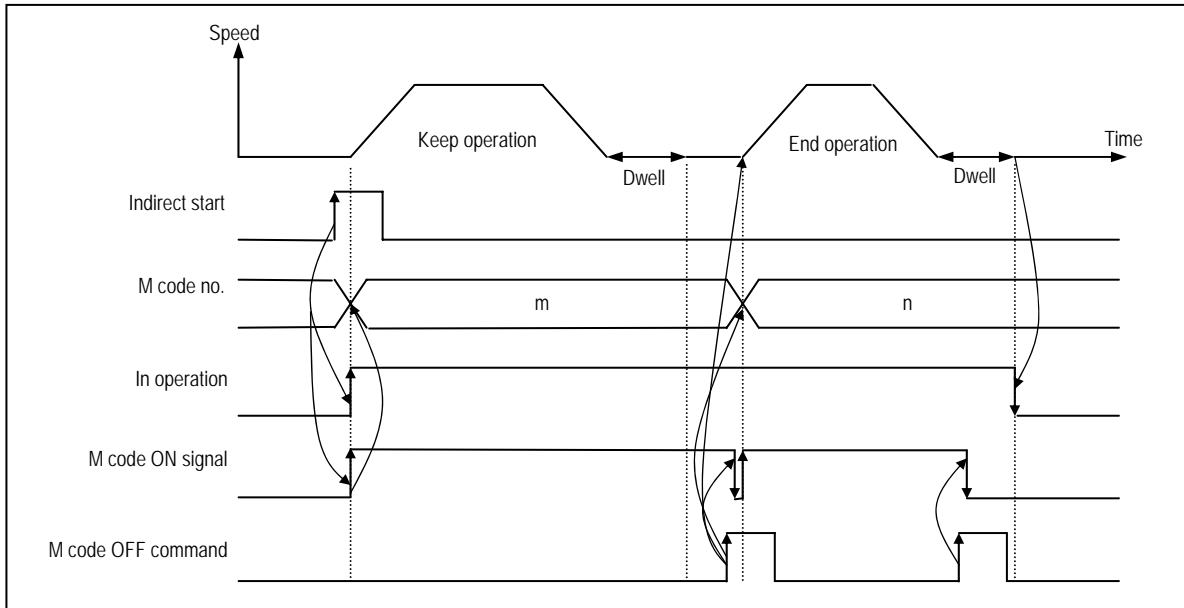 Speed
Keep operation
End operation
Time
Dwell
Dwell
Indirect start
M code no.
m
n
In operation
M code ON signal
M code OFF command